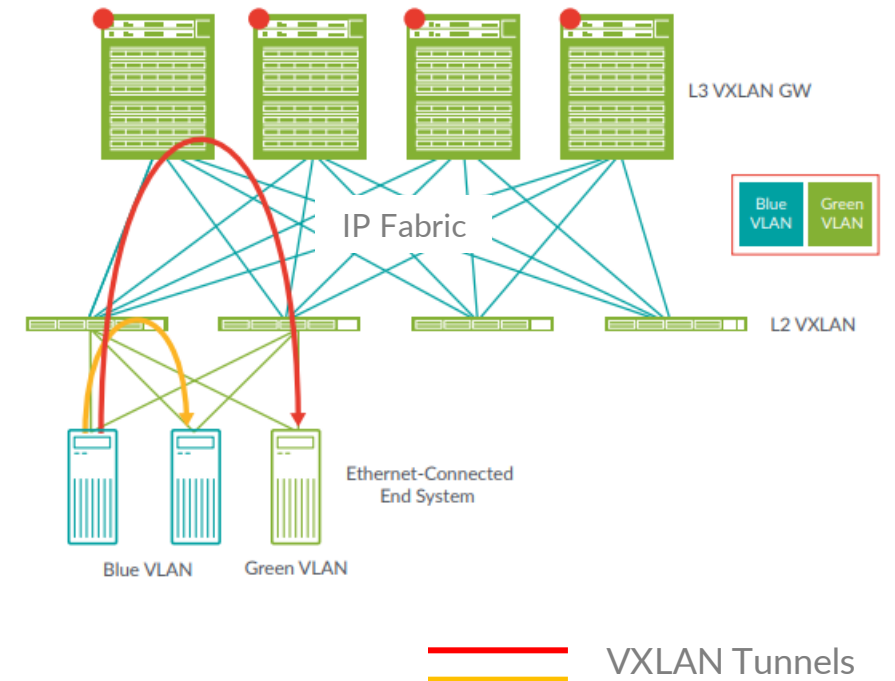 L3 VXLAN GW
Blue
VLAN
Green
VLAN
IP Fabric
L2 VXLAN
Ethernet-Connected
End System
Blue VLAN
Green VLAN
VXLAN Tunnels